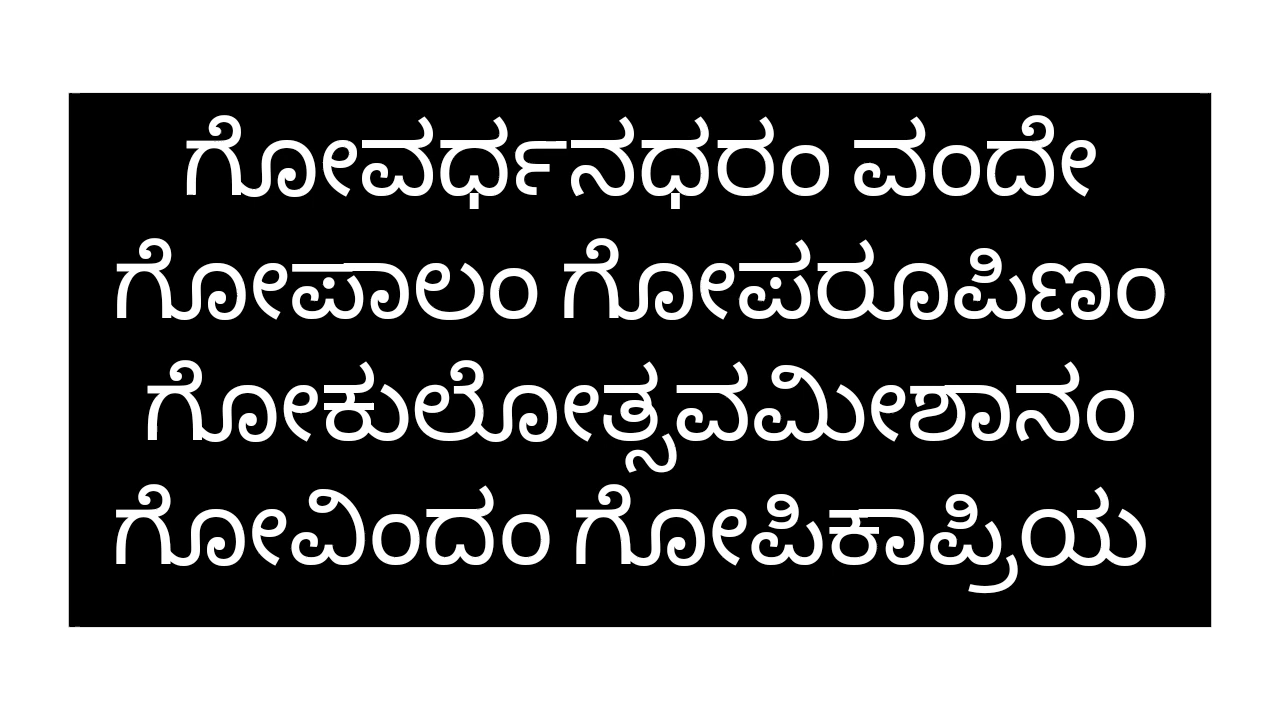 ಗೋವರ್ಧನಧರಂ ವಂದೇ
ಗೋಪಾಲಂ ಗೋಪರೂಪಿಣಂ
ಗೋಕುಲೋತ್ಸವಮೀಶಾನಂ
ಗೋವಿಂದಂ ಗೋಪಿಕಾಪ್ರಿಯ